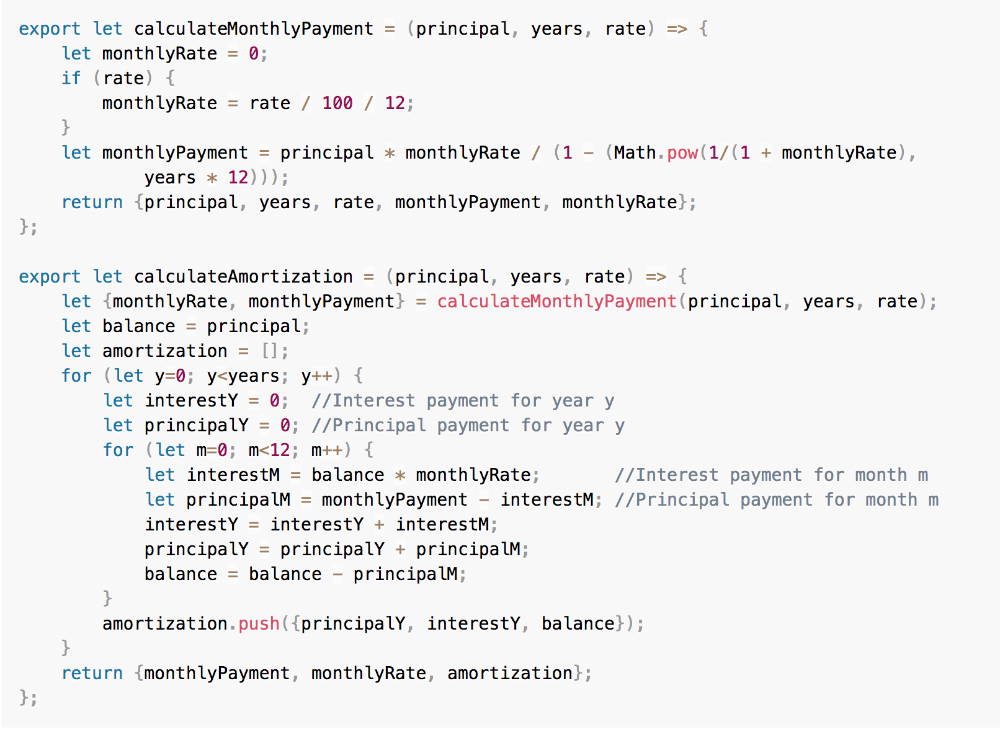 export let calculateMonthlyPayment = (principal, years, rate) => {
    let monthlyRate = 0;
    if (rate) {
        monthlyRate = rate / 100 / 12;
    }
    let monthlyPayment = principal * monthlyRate / (1 - (Math.pow(1/(1 + monthlyRate),
            years * 12)));
    return {principal, years, rate, monthlyPayment, monthlyRate};
};

export let calculateAmortization = (principal, years, rate) => {
    let {monthlyRate, monthlyPayment} = calculateMonthlyPayment(principal, years, rate);
    let balance = principal;
    let amortization = [];
    for (let y=0; y<years; y++) {
        let interestY = 0;  //Interest payment for year y
        let principalY = 0; //Principal payment for year y
        for (let m=0; m<12; m++) {
            let interestM = balance * monthlyRate;       //Interest payment for month m
            let principalM = monthlyPayment - interestM; //Principal payment for month m
            interestY = interestY + interestM;
            principalY = principalY + principalM;
            balance = balance - principalM;
        }
        amortization.push({principalY, interestY, balance});
    }
    return {monthlyPayment, monthlyRate, amortization};
};